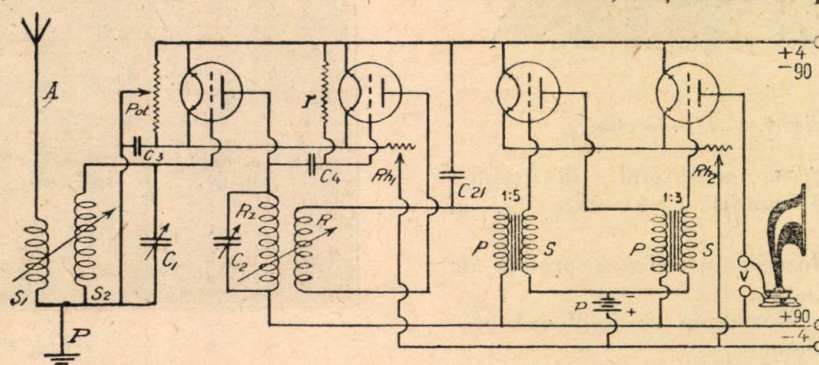 A
Pot
C3
r
C4
Rh1
C21
Rh2
+4
-90
S1
S2
C1
R2
C2
R
1:5
P
S
1:3
P
S
V
P
-
+
P
+90
-4